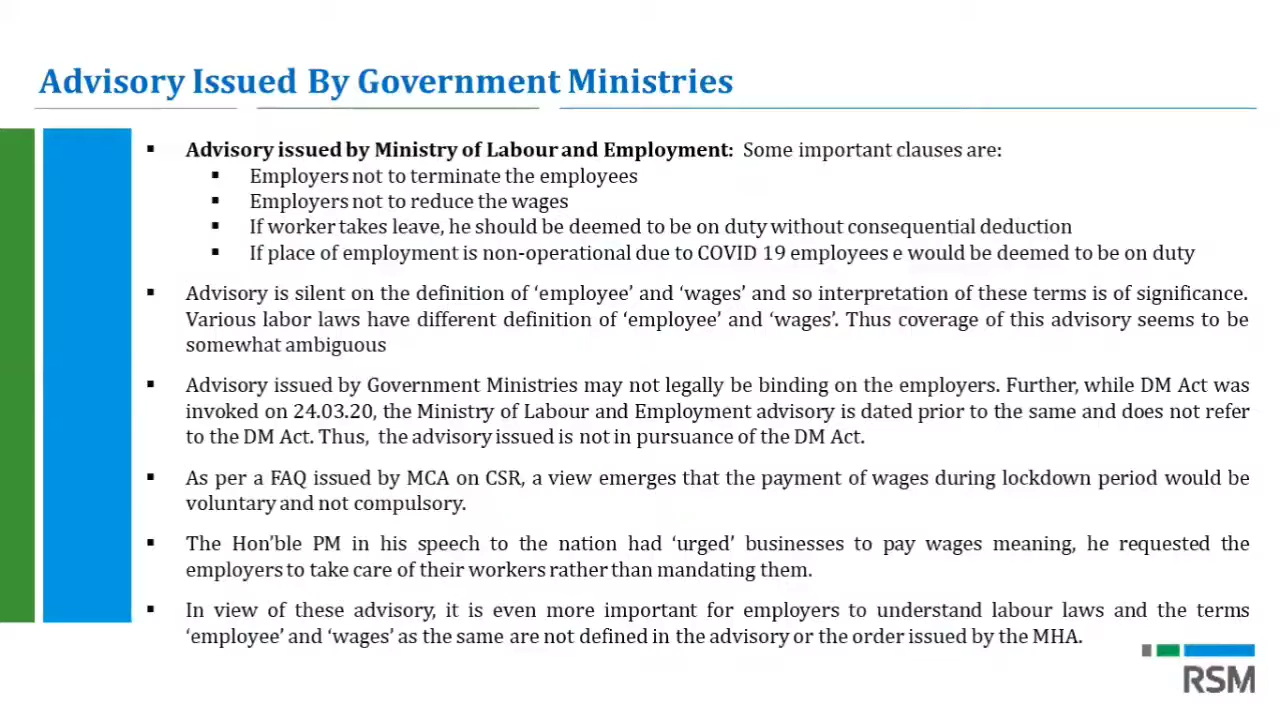 Advisory Issued By Government Ministries
▪ Advisory issued by Ministry of Labour and Employment: Some important clauses are:
▪ Employers not to terminate the employees
▪ Employers not to reduce the wages
▪ If worker takes leave, he should be deemed to be on duty without consequential deduction
▪ If place of employment is non-operational due to COVID 19 employees e would be deemed to be on duty
▪ Advisory is silent on the definition of ‘employee’ and ‘wages’ and so interpretation of these terms is of significance.
Various labor laws have different definition of ‘employee’ and ‘wages’. Thus coverage of this advisory seems to be
somewhat ambiguous
▪ Advisory issued by Government Ministries may not legally be binding on the employers. Further, while DM Act was
invoked on 24.03.20, the Ministry of Labour and Employment advisory is dated prior to the same and does not refer
to the DM Act. Thus, the advisory issued is not in pursuance of the DM Act.
▪ As per a FAQ issued by MCA on CSR, a view emerges that the payment of wages during lockdown period would be
voluntary and not compulsory.
▪ The Hon’ble PM in his speech to the nation had ‘urged’ businesses to pay wages meaning, he requested the
employers to take care of their workers rather than mandating them.
▪ In view of these advisory, it is even more important for employers to understand labour laws and the terms
‘employee’ and ‘wages’ as the same are not defined in the advisory or the order issued by the MHA.
RSM